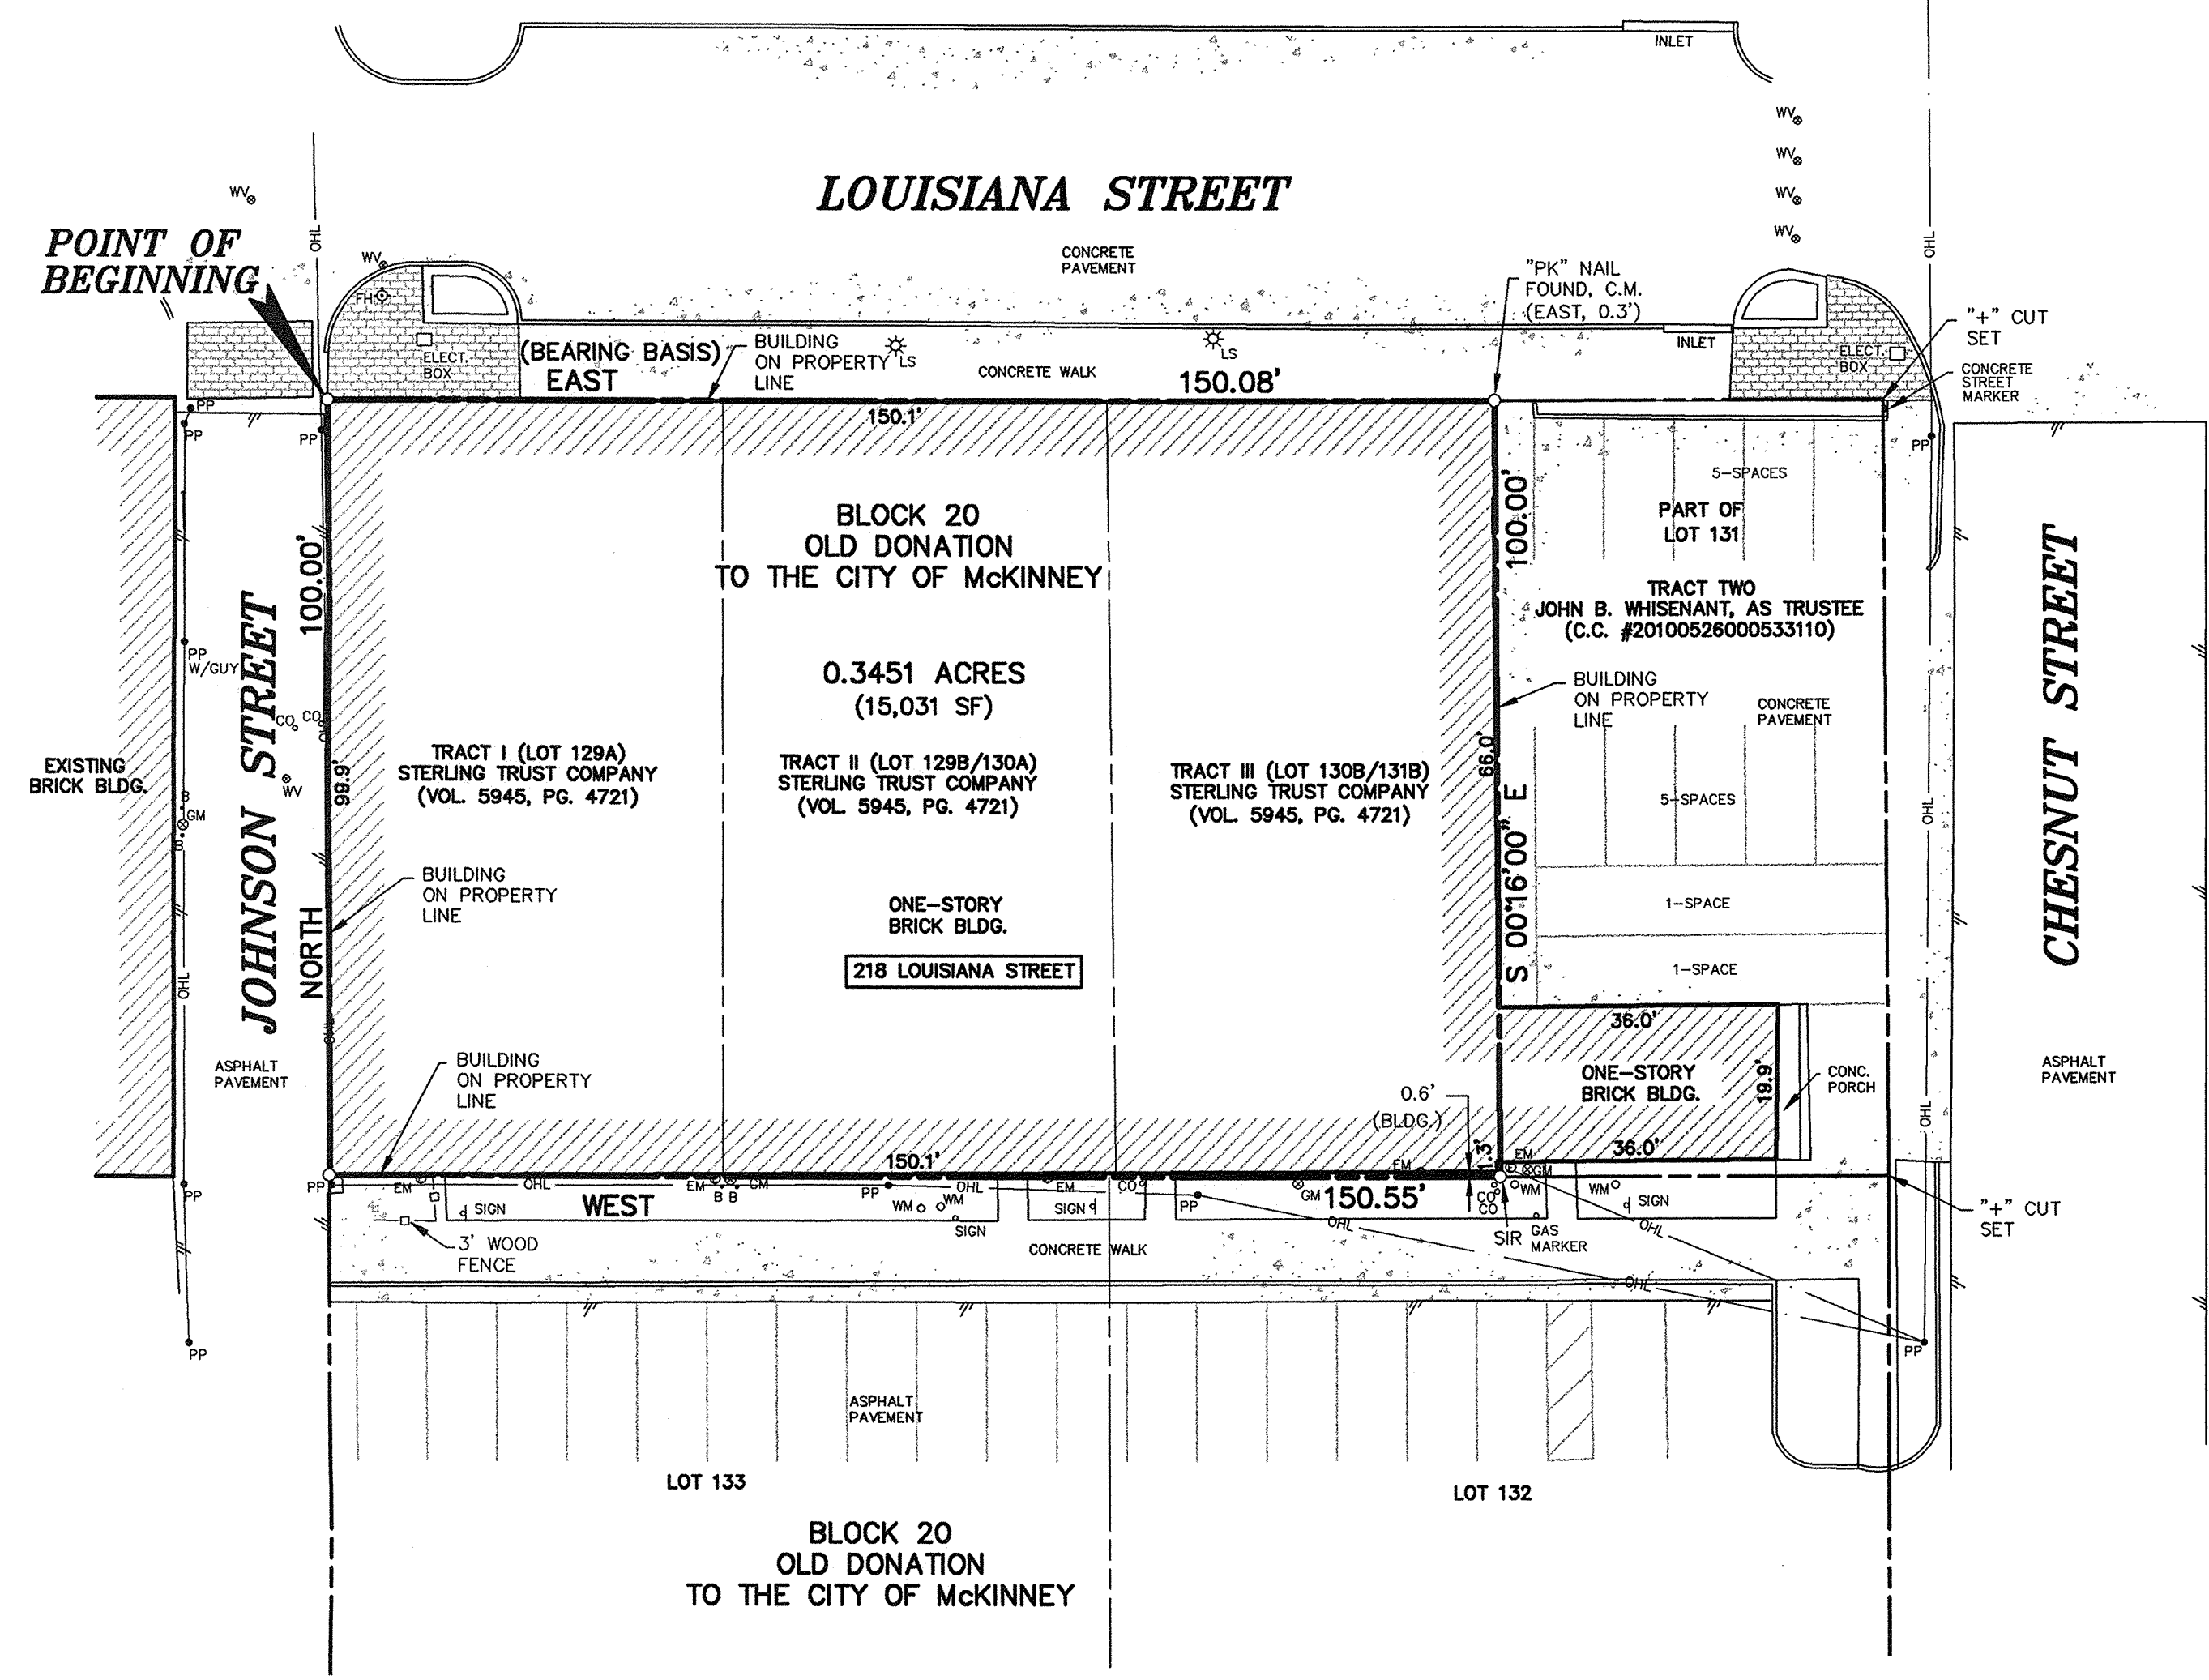 INLET
WV
WV
WV
WV
WV
LOUISIANA STREET
POINT OF
BEGINNING
OHL
OHL
WV
FH
CONCRETE
PAVEMENT
"PK" NAIL
FOUND, C.M.
(EAST, 0.3')
"+" CUT
SET
ELECT.
BOX
(BEARING BASIS)
EAST
BUILDING
ON PROPERTY
LINE
LS
LS
CONCRETE WALK
150.08'
INLET
ELECT.
BOX
CONCRETE
STREET
MARKER
PP
PP
PP
150.1'
PP
5-SPACES
BLOCK 20
OLD DONATION
TO THE CITY OF McKINNEY
100.00'
100.00'
PART OF
LOT 131
TRACT TWO
JOHN B. WHISENANT, AS TRUSTEE
(C.C. #20100526000533110)
JOHNSON STREET
CHESNUT STREET
PP
W/GUY
0.3451 ACRES
(15,031 SF)
BUILDING
ON PROPERTY
LINE
CONCRETE
PAVEMENT
CO
CO
EXISTING
BRICK BLDG.
WV
99.9'
TRACT I (LOT 129A)
STERLING TRUST COMPANY
(VOL. 5945, PG. 4721)
TRACT II (LOT 129B/130A)
STERLING TRUST COMPANY
(VOL. 5945, PG. 4721)
TRACT III (LOT 130B/131B)
STERLING TRUST COMPANY
(VOL. 5945, PG. 4721)
66.0'
S 00°16'00" E
5-SPACES
OHL
B
GM
B
BUILDING
ON PROPERTY
LINE
NORTH
ONE-STORY
BRICK BLDG.
218 LOUISIANA STREET
1-SPACE
1-SPACE
OHL
36.0'
ASPHALT
PAVEMENT
BUILDING
ON PROPERTY
LINE
0.6'
(BLDG.)
ONE-STORY
BRICK BLDG.
19.9'
CONC.
PORCH
ASPHALT
PAVEMENT
OHL
36.0'
150.1'
1.3'
EM
EM
GM
PP
PP
EM
OHL
EM
GM
B B
PP
OHL
EM
CO
GM
150.55'
WM
WM
CO
CO
WEST
SIGN
WM
WM
SIGN
SIGN
PP
SIGN
"+" CUT
SET
3' WOOD
FENCE
CONCRETE WALK
OHL
OHL
SIR
GAS
MARKER
OHL
PP
PP
ASPHALT
PAVEMENT
LOT 133
LOT 132
BLOCK 20
OLD DONATION
TO THE CITY OF McKINNEY